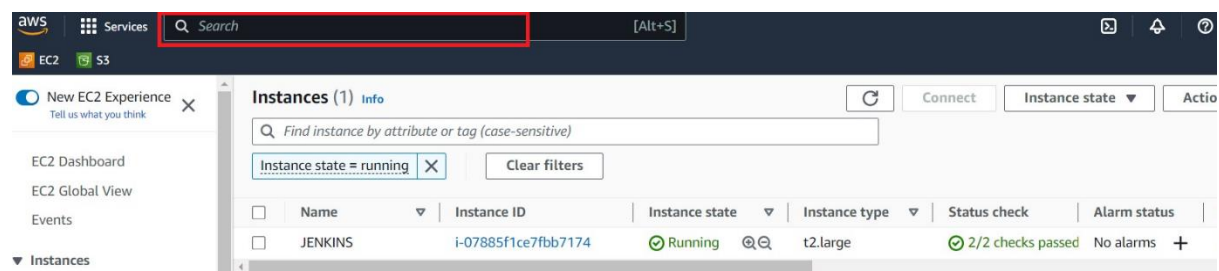 aws Services Search [Alt+S]
EC2 S3
New EC2 Experience
Tell us what you think
EC2 Dashboard
EC2 Global View
Events
Instances
Instances (1) Info
Connect Instance state Actio
Find instance by attribute or tag (case-sensitive)
Instance state = running Clear filters
Name Instance ID Instance state Instance type Status check Alarm status
JENKINS i-07885f1ce7fbb7174 Running t2.large 2/2 checks passed No alarms +